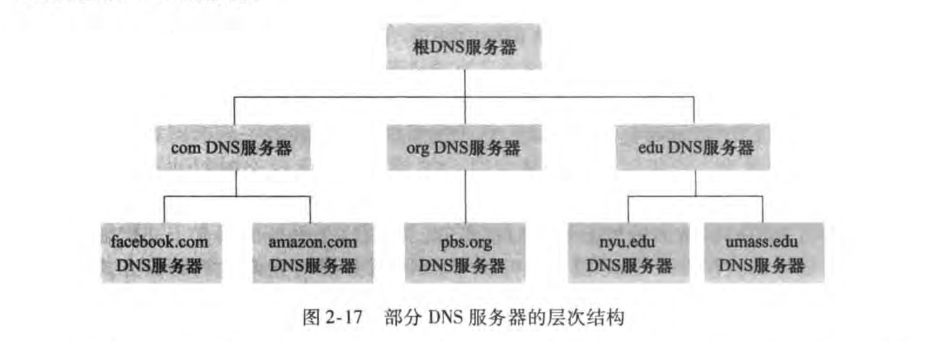 根DNS服务器
com DNS服务器
org DNS服务器
edu DNS服务器
facebook.com
DNS服务器
amazon.com
DNS服务器
pbs.org
DNS服务器
nyu.edu
DNS服务器
umass.edu
DNS服务器
图 2-17 部分 DNS 服务器的层次结构